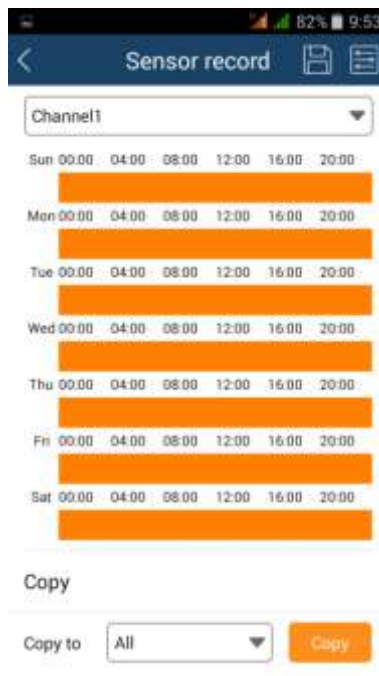 82% 9:53
Sensor record
Channel1
Sun 00:00 04:00 08:00 12:00 16:00 20:00
Mon 00:00 04:00 08:00 12:00 16:00 20:00
Tue 00:00 04:00 08:00 12:00 16:00 20:00
Wed 00:00 04:00 08:00 12:00 16:00 20:00
Thu 00:00 04:00 08:00 12:00 16:00 20:00
Fri 00:00 04:00 08:00 12:00 16:00 20:00
Sat 00:00 04:00 08:00 12:00 16:00 20:00
Copy
Copy to All Copy